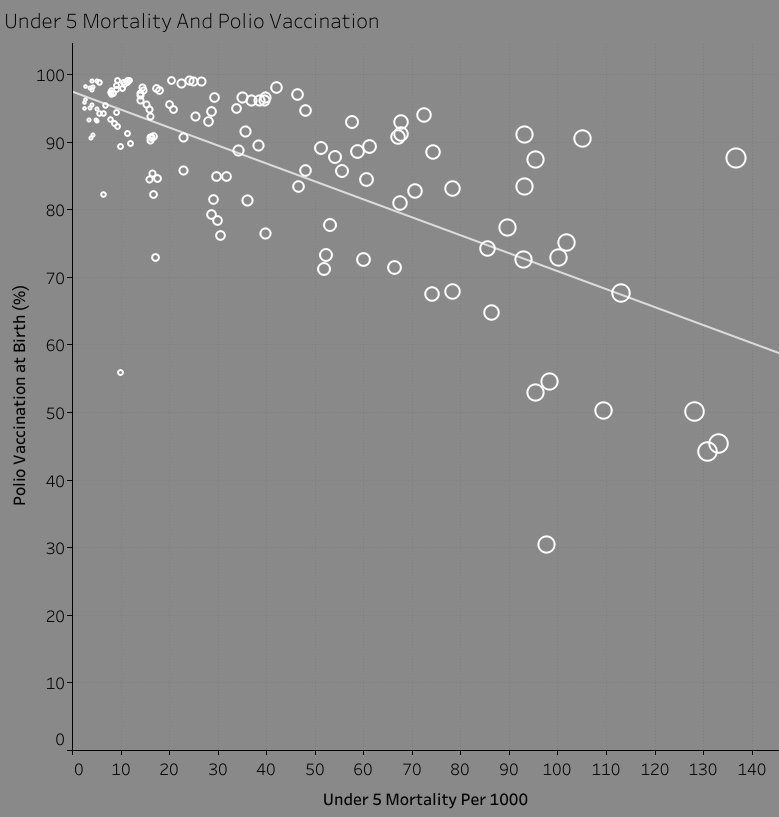 Under 5 Mortality And Polio Vaccination
100
90
80
70
60
50
40
30
20
10
0
Polio Vaccination at Birth (%)
0 10 20 30 40 50 60 70 80 90 100 110 120 130 140
Under 5 Mortality Per 1000